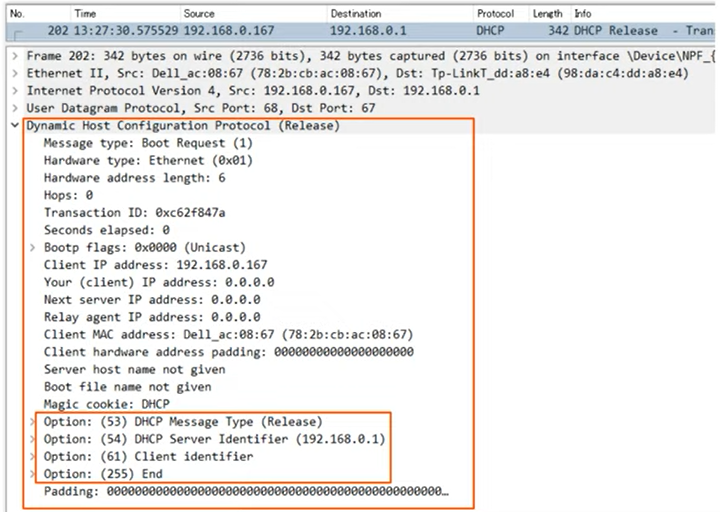 No. Time Source Destination Protocol Length Info
202 13:27:30.575529 192.168.0.167 192.168.0.1 DHCP 342 DHCP Release - Tran
Frame 202: 342 bytes on wire (2736 bits), 342 bytes captured (2736 bits) on interface \Device\NPF_{
Ethernet II, Src: Dell_ac:08:67 (78:2b:cb:ac:08:67), Dst: Tp-LinkT_dd:a8:e4 (98:da:c4:dd:a8:e4)
Internet Protocol Version 4, Src: 192.168.0.167, Dst: 192.168.0.1
User Datagram Protocol, Src Port: 68, Dst Port: 67
Dynamic Host Configuration Protocol (Release)
Message type: Boot Request (1)
Hardware type: Ethernet (0x01)
Hardware address length: 6
Hops: 0
Transaction ID: 0xc62f847a
Seconds elapsed: 0
Bootp flags: 0x0000 (Unicast)
Client IP address: 192.168.0.167
Your (client) IP address: 0.0.0.0
Next server IP address: 0.0.0.0
Relay agent IP address: 0.0.0.0
Client MAC address: Dell_ac:08:67 (78:2b:cb:ac:08:67)
Client hardware address padding: 00000000000000000000
Server host name not given
Boot file name not given
Magic cookie: DHCP
Option: (53) DHCP Message Type (Release)
Option: (54) DHCP Server Identifier (192.168.0.1)
Option: (61) Client identifier
Option: (255) End
Padding: 000000000000000000000000000000000000000000000000…